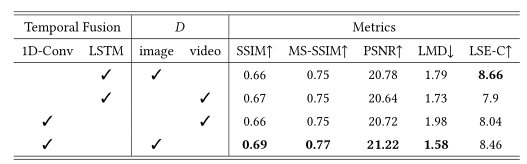 Temporal Fusion D Metrics
1D-Conv LSTM image video SSIM↑ MS-SSIM↑ PSNR↑ LMD↓ LSE-C↑
✓ ✓ 0.66 0.75 20.78 1.79 8.66
✓ ✓ 0.67 0.75 20.64 1.73 7.9
✓ ✓ 0.66 0.75 20.72 1.98 8.04
✓ ✓ 0.69 0.77 21.22 1.58 8.46